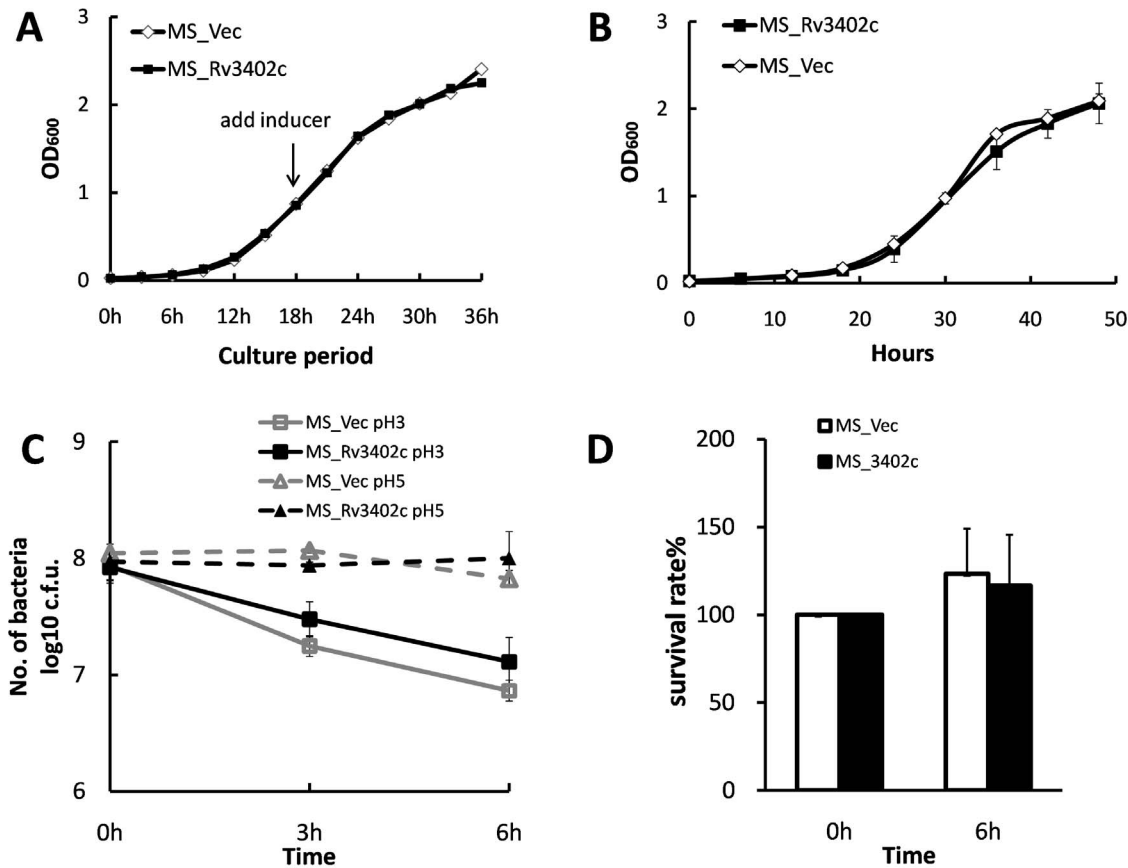 A
MS_Vec
MS_Rv3402c
add inducer
OD600
3
2
1
0
0h 6h 12h 18h 24h 30h 36h
Culture period
B
MS_Rv3402c
MS_Vec
OD600
3
2
1
0
0 10 20 30 40 50
Hours
C
MS_Vec pH3
MS_Rv3402c pH3
MS_Vec pH5
MS_Rv3402c pH5
No. of bacteria
log10 c.f.u.
9
8
7
6
0h 3h 6h
Time
D
MS_Vec
MS_3402c
survival rate%
200
150
100
50
0
0h 6h
Time